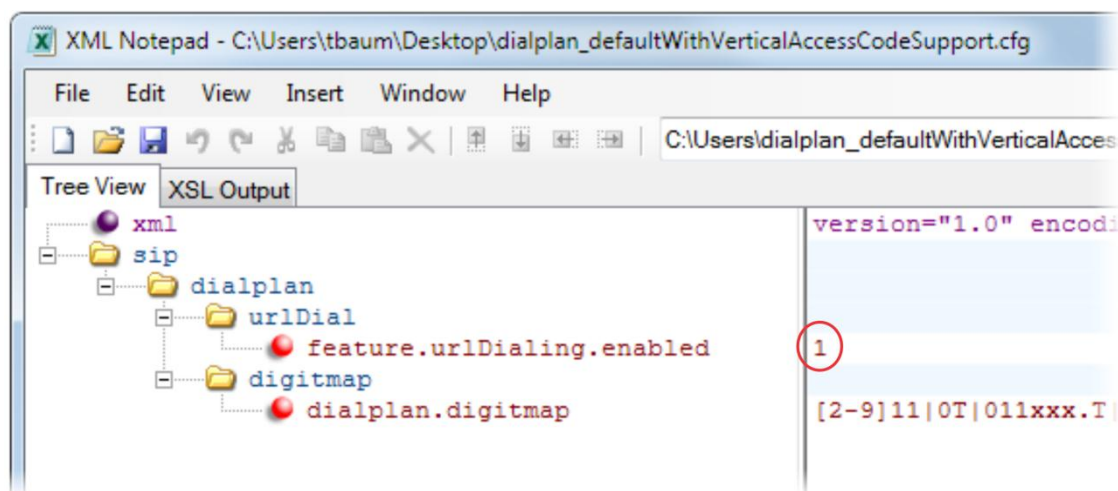 XML Notepad - C:\Users\tbaum\Desktop\dialplan_defaultWithVerticalAccessCodeSupport.cfg
File Edit View Insert Window Help
C:\Users\dialplan_defaultWithVerticalAcces
Tree View XSL Output
xml version="1.0" encodi
sip
dialplan
urlDial
feature.urlDialing.enabled 1
digitmap
dialplan.digitmap [2-9]11|0T|011xxx.T|